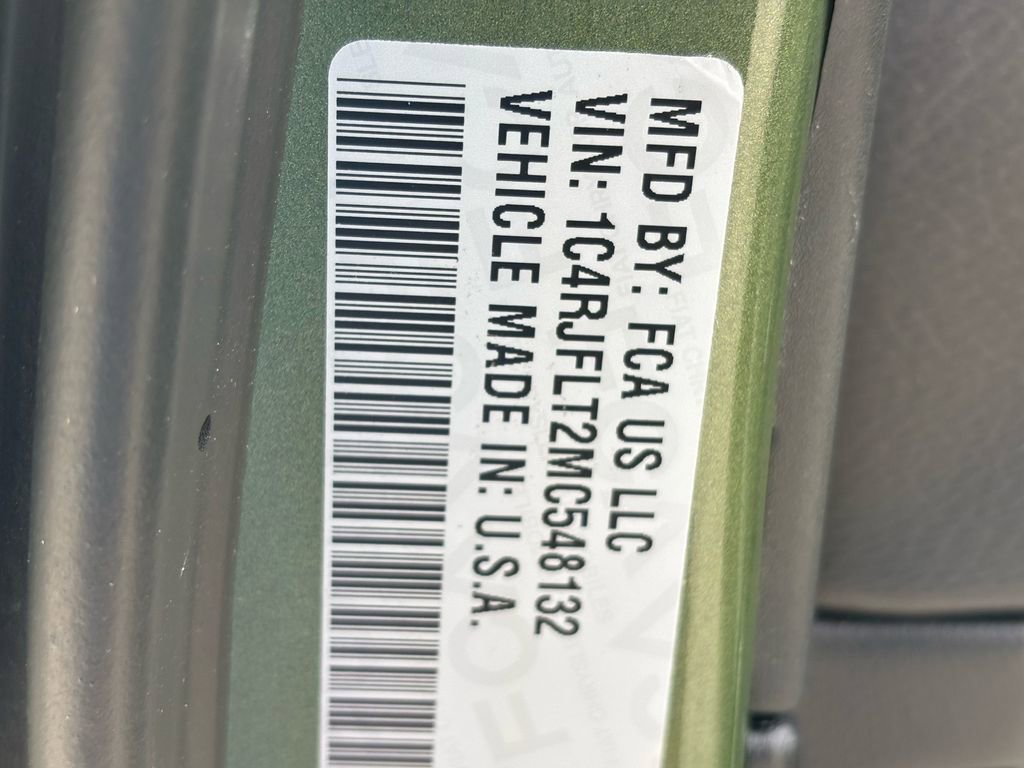 MFD BY: FCA US LLC
VIN: 1C4RJFLT2MC548132
VEHICLE MADE IN: U.S.A.